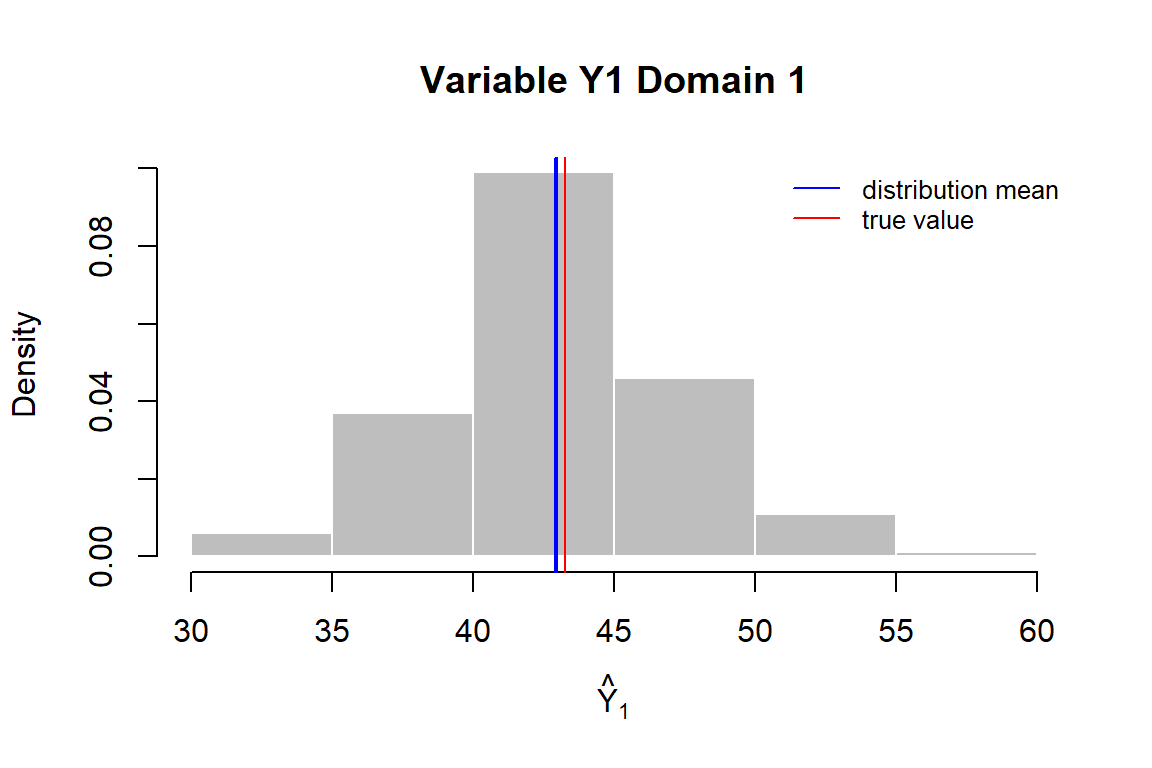 Variable Y1 Domain 1
distribution mean
true value
Density
0.08
0.04
0.00
30 35 40 45 50 55 60
Ŷ₁